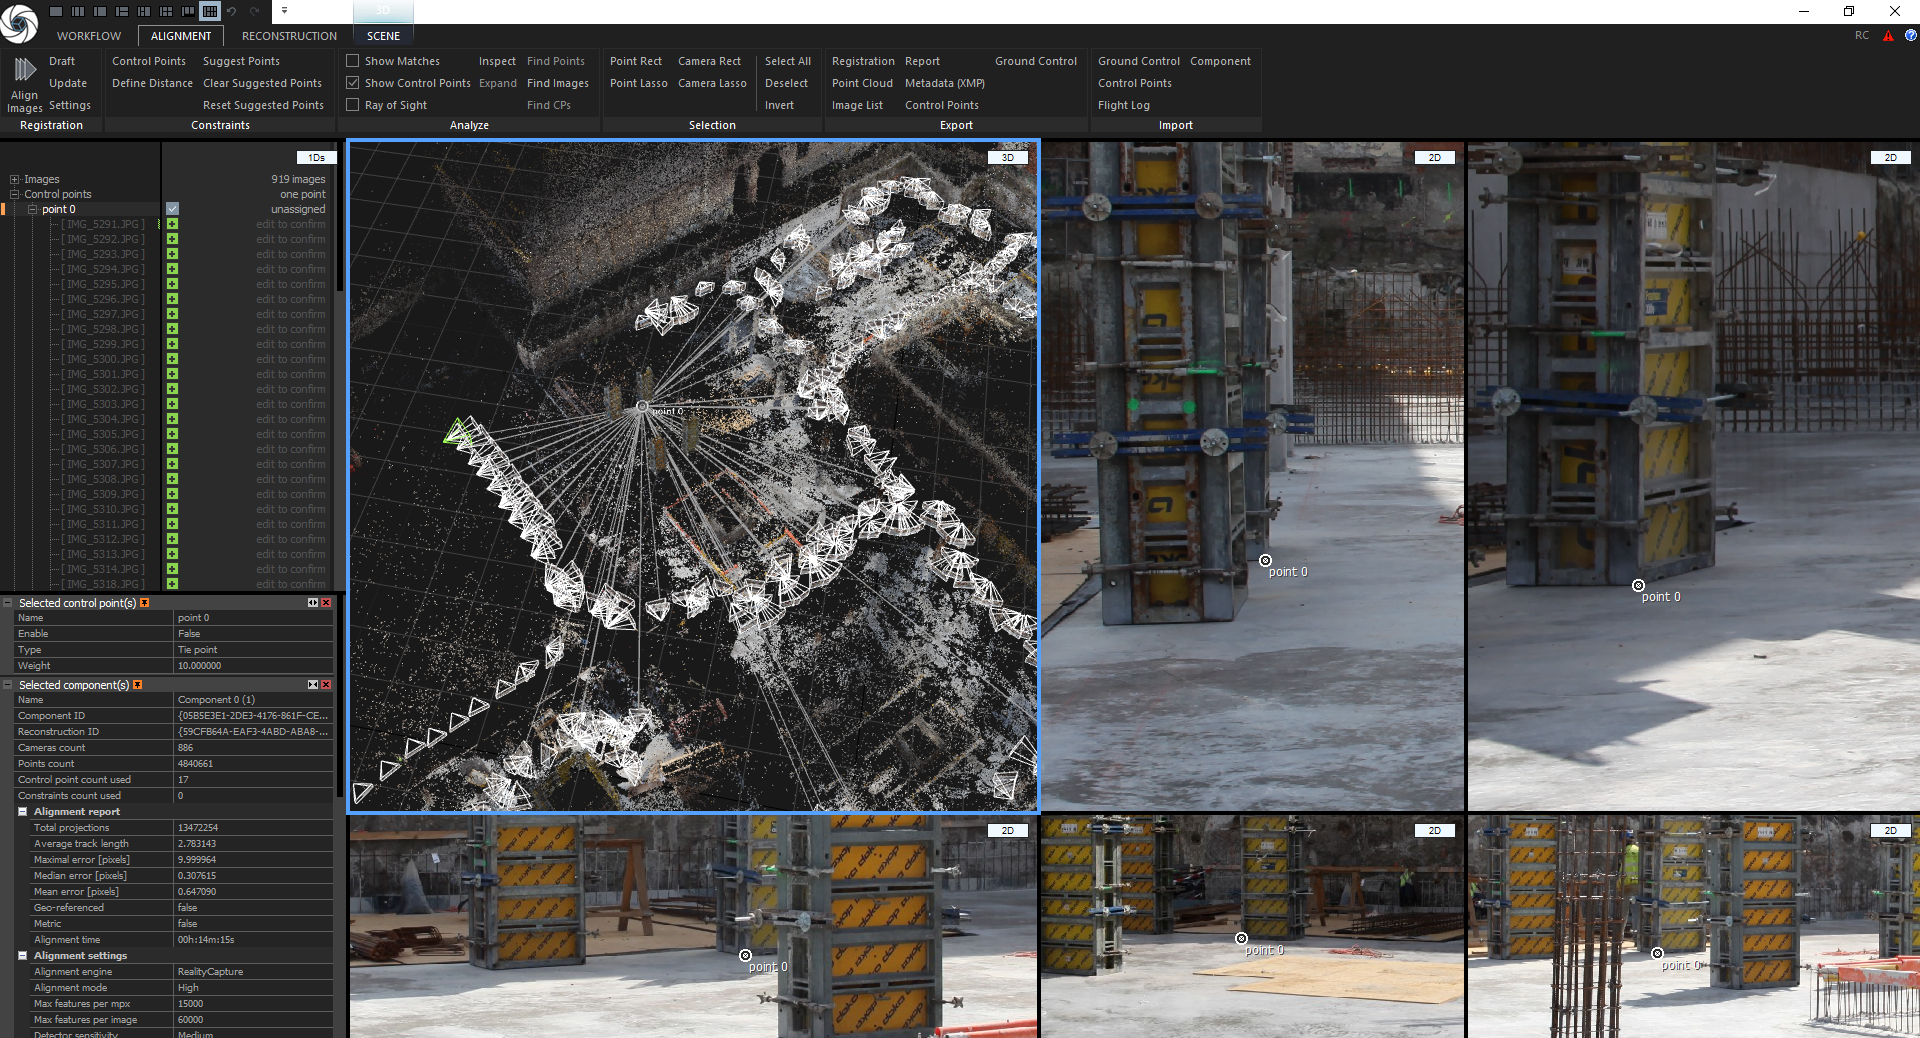 3D
WORKFLOW ALIGNMENT RECONSTRUCTION SCENE RC
Draft Control Points Suggest Points Show Matches Inspect Find Points Point Rect Camera Rect Select All Registration Report Ground Control Ground Control Component
Update Define Distance Clear Suggested Points Show Control Points Expand Find Images Point Lasso Camera Lasso Deselect Point Cloud Metadata (XMP) Control Points
Align Images Settings Reset Suggested Points Ray of Sight Find CPs Invert Image List Control Points Flight Log
Registration Constraints Analyze Selection Export Import
1Ds 3D 2D 2D
Images 919 images
Control points one point
point 0 unassigned
[ IMG_5291.JPG ] edit to confirm
[ IMG_5292.JPG ] edit to confirm
[ IMG_5293.JPG ] edit to confirm
[ IMG_5294.JPG ] edit to confirm
[ IMG_5295.JPG ] edit to confirm
[ IMG_5296.JPG ] edit to confirm
[ IMG_5297.JPG ] edit to confirm
[ IMG_5298.JPG ] edit to confirm
[ IMG_5299.JPG ] edit to confirm
[ IMG_5300.JPG ] edit to confirm
[ IMG_5301.JPG ] edit to confirm
[ IMG_5302.JPG ] edit to confirm
[ IMG_5303.JPG ] edit to confirm
[ IMG_5304.JPG ] edit to confirm
[ IMG_5305.JPG ] edit to confirm
[ IMG_5306.JPG ] edit to confirm
[ IMG_5307.JPG ] edit to confirm
[ IMG_5308.JPG ] edit to confirm
[ IMG_5309.JPG ] edit to confirm
[ IMG_5310.JPG ] edit to confirm
[ IMG_5311.JPG ] edit to confirm
[ IMG_5312.JPG ] edit to confirm
[ IMG_5313.JPG ] edit to confirm
[ IMG_5314.JPG ] edit to confirm
[ IMG_5318.JPG ] edit to confirm
Selected control point(s)
Name point 0
Enable False
Type Tie point
Weight 10.000000
Selected component(s)
Name Component 0 (1)
Component ID {05B5E3E1-2DE3-4176-861F-CE...
Reconstruction ID {59CFB64A-EAF3-4ABD-ABA8-...
Cameras count 886
Points count 4840661
Control point count used 17
Constraints count used 0
Alignment report
Total projections 13472254
Average track length 2.783143
Maximal error [pixels] 9.999964
Median error [pixels] 0.307615
Mean error [pixels] 0.647090
Geo-referenced false
Metric false
Alignment time 00h:14m:15s
Alignment settings
Alignment engine RealityCapture
Alignment mode High
Max features per mpx 15000
Max features per image 60000
Detector sensitivity Medium
point 0
point 0
point 0
2D 2D 2D
doka doka
point 0
point 0
point 0